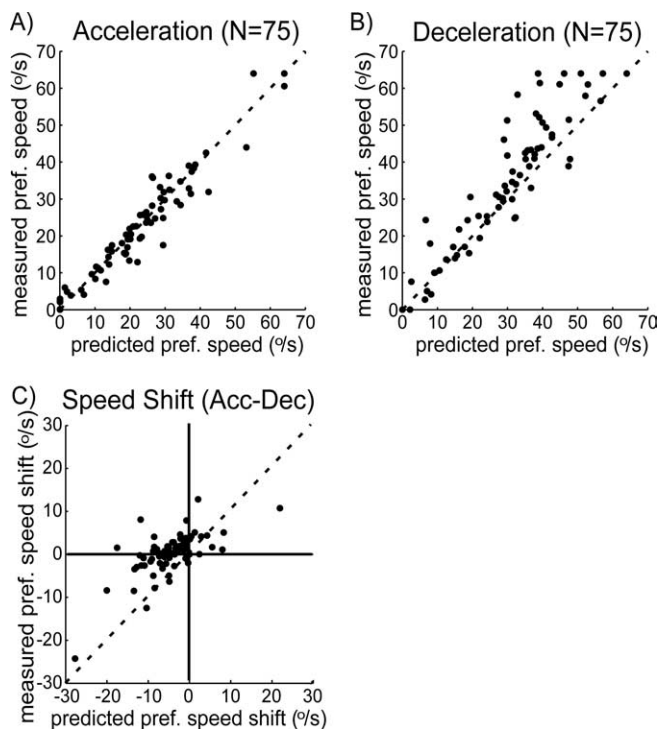 A) Acceleration (N=75)
measured pref. speed (º/s)
70
60
50
40
30
20
10
0
0 10 20 30 40 50 60 70
predicted pref. speed (º/s)
B) Deceleration (N=75)
measured pref. speed (º/s)
70
60
50
40
30
20
10
0
0 10 20 30 40 50 60 70
predicted pref. speed (º/s)
C) Speed Shift (Acc-Dec)
measured pref. speed shift (º/s)
30
20
10
0
-10
-20
-30
-30 -20 -10 0 10 20 30
predicted pref. speed shift (º/s)